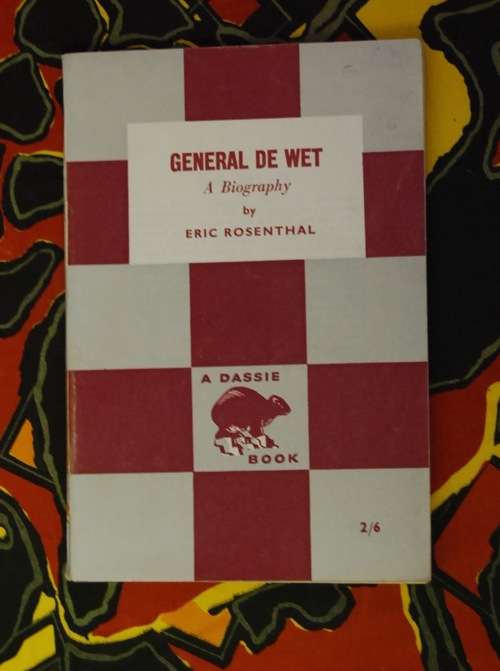 GENERAL DE WET
A Biography
by
ERIC ROSENTHAL
A DASSIE
BOOK
2/6